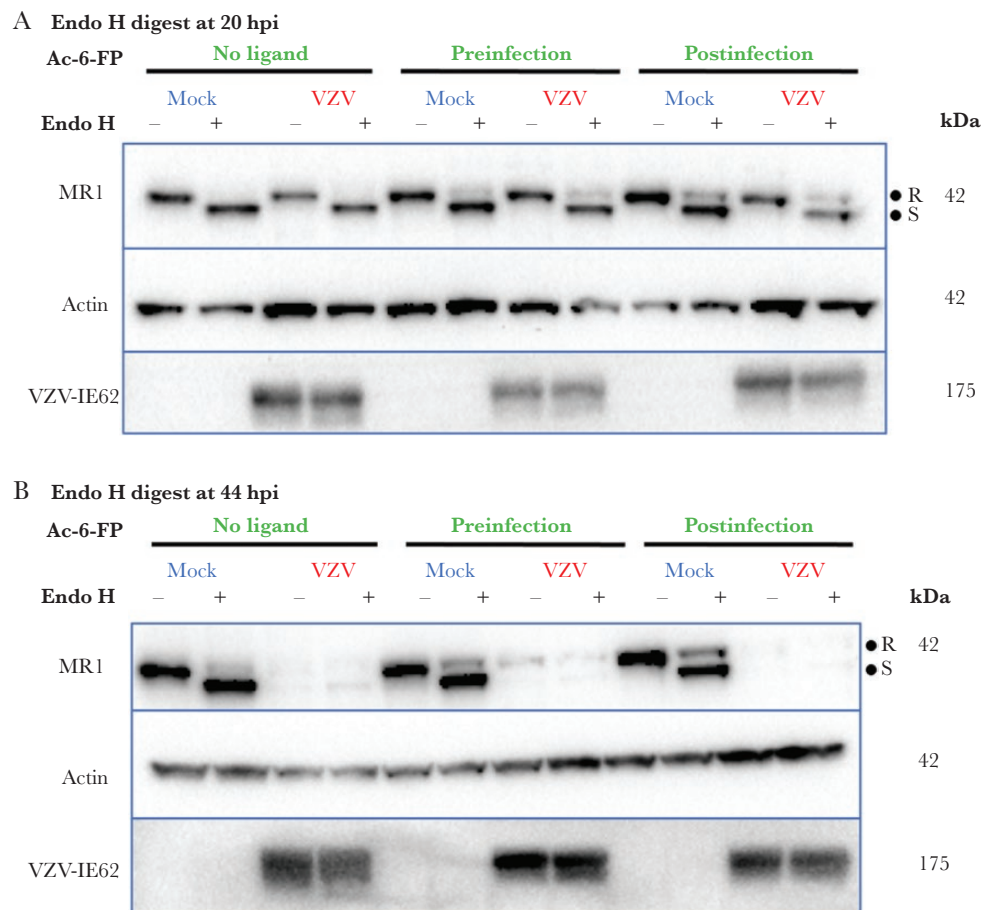 A Endo H digest at 20 hpi
Ac-6-FP No ligand Preinfection Postinfection
Mock VZV Mock VZV Mock VZV
Endo H – + – + – + – + – + – + kDa
MR1 ● R 42
● S
Actin 42
VZV-IE62 175
B Endo H digest at 44 hpi
Ac-6-FP No ligand Preinfection Postinfection
Mock VZV Mock VZV Mock VZV
Endo H – + – + – + – + – + – + kDa
● R 42
MR1 ● S
Actin 42
VZV-IE62 175